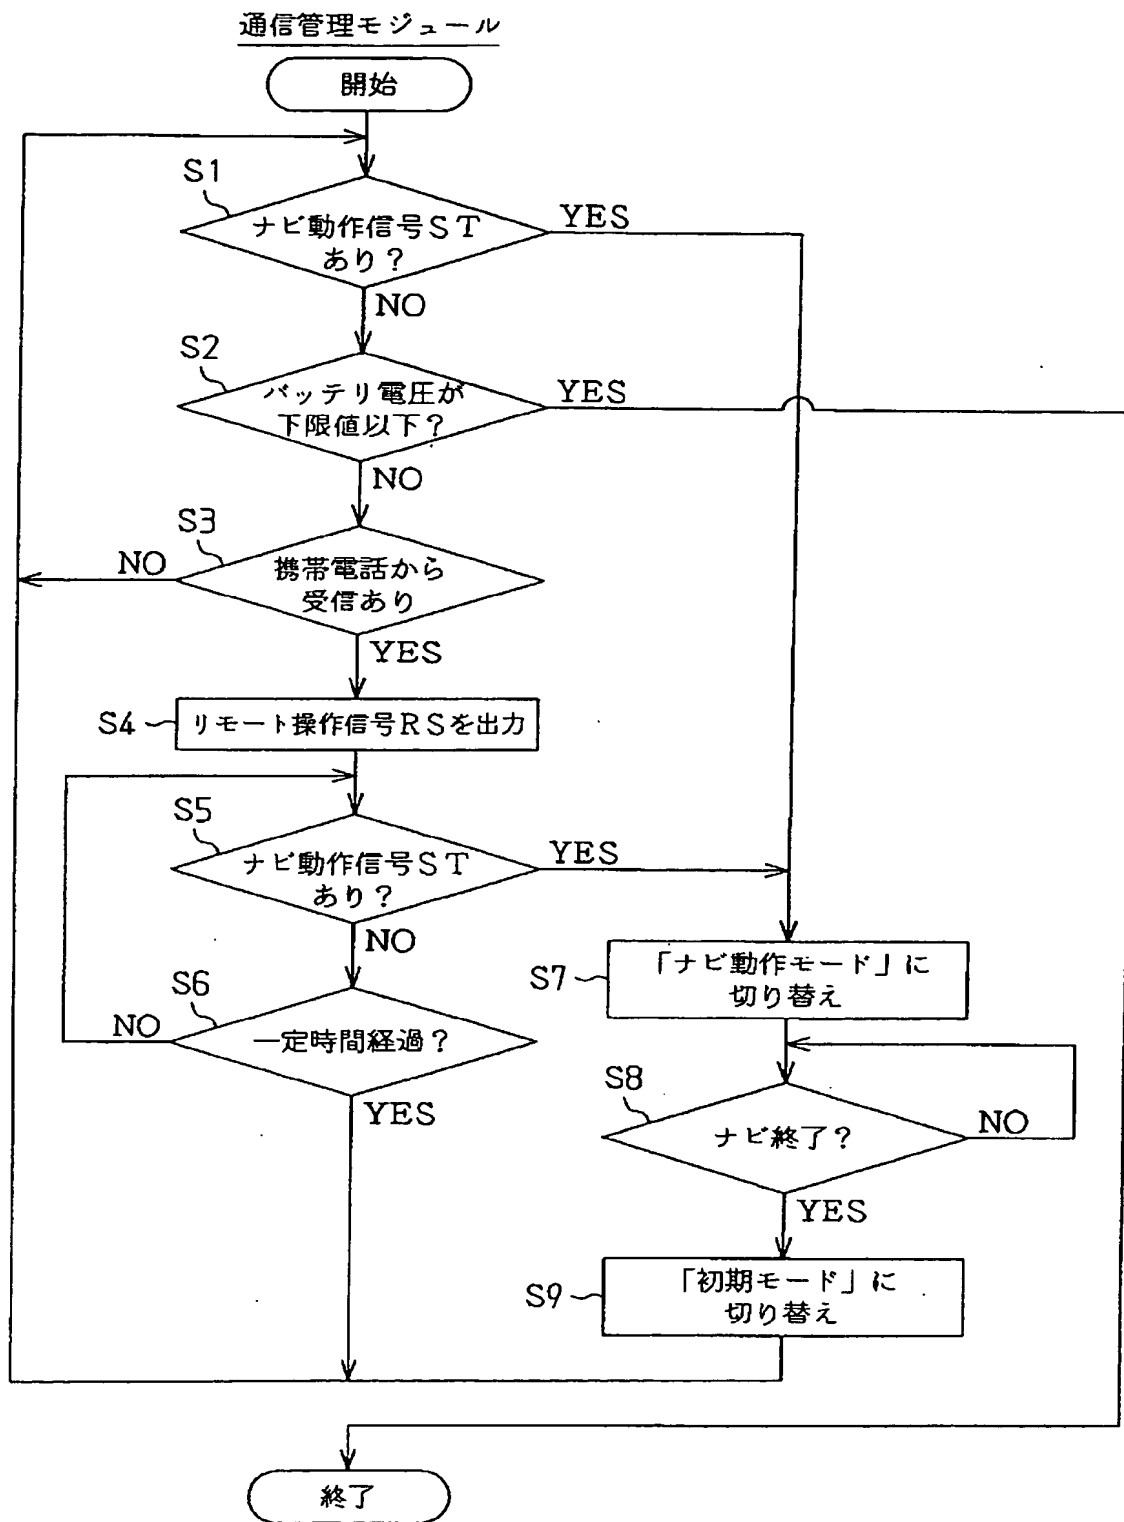 通信管理モジュール
開始
S1
ナビ動作信号ST
あり?
YES
NO
S2
バッテリ電圧が
下限値以下?
YES
NO
S3
携帯電話から
受信あり
NO
YES
S4
リモート操作信号RSを出力
S5
ナビ動作信号ST
あり?
YES
NO
S6
一定時間経過?
NO
YES
S7
「ナビ動作モード」に
切り替え
S8
ナビ終了?
NO
YES
S9
「初期モード」に
切り替え
終了